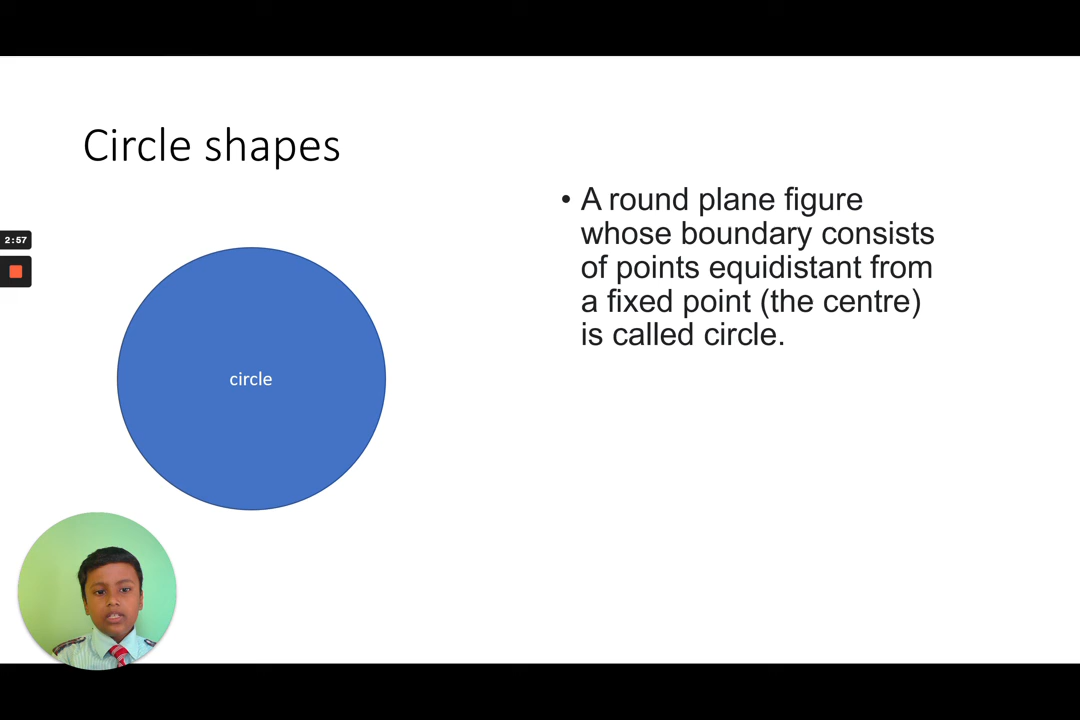 Circle shapes
• A round plane figure
whose boundary consists
of points equidistant from
a fixed point (the centre)
is called circle.
2:57
circle